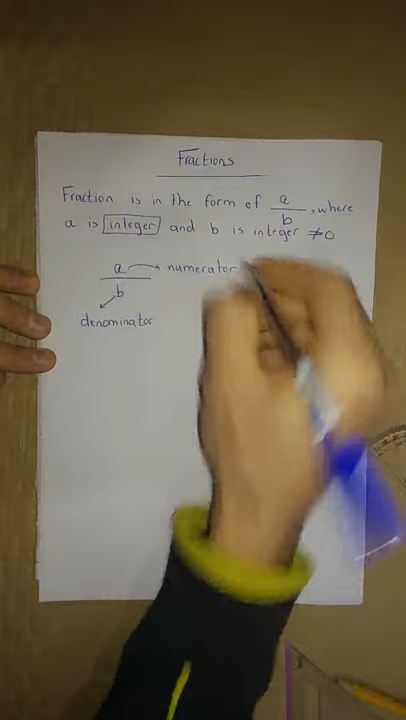 Fractions
Fraction is in the form of a/b, where
a is integer and b is integer ≠0
a → numerator
b
denominator